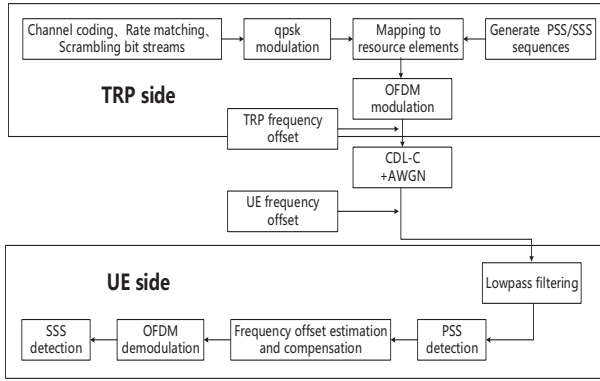 Channel coding、Rate matching、
Scrambling bit streams
qpsk
modulation
Mapping to
resource elements
Generate PSS/SSS
sequences
TRP side
OFDM
modulation
TRP frequency
offset
CDL-C
+AWGN
UE frequency
offset
UE side
Lowpass filtering
SSS
detection
OFDM
demodulation
Frequency offset estimation
and compensation
PSS
detection